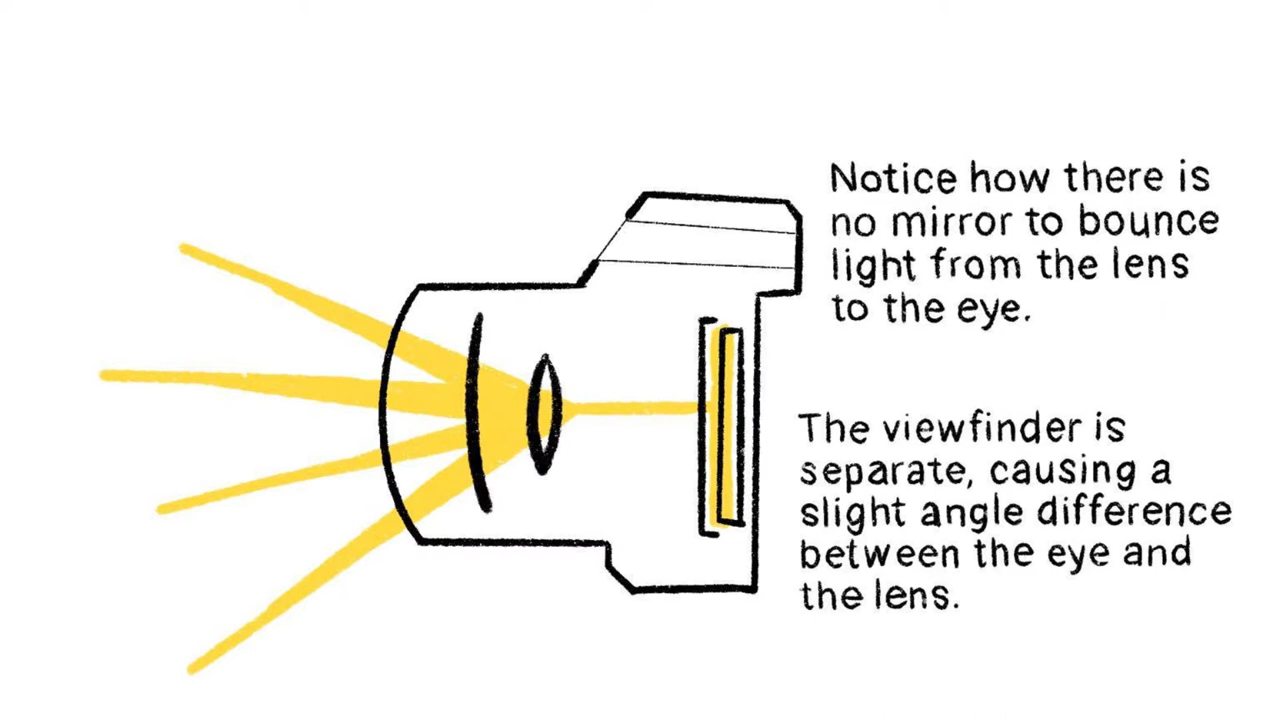 Notice how there is
no mirror to bounce
light from the lens
to the eye.
The viewfinder is
separate, causing a
slight angle difference
between the eye and
the lens.